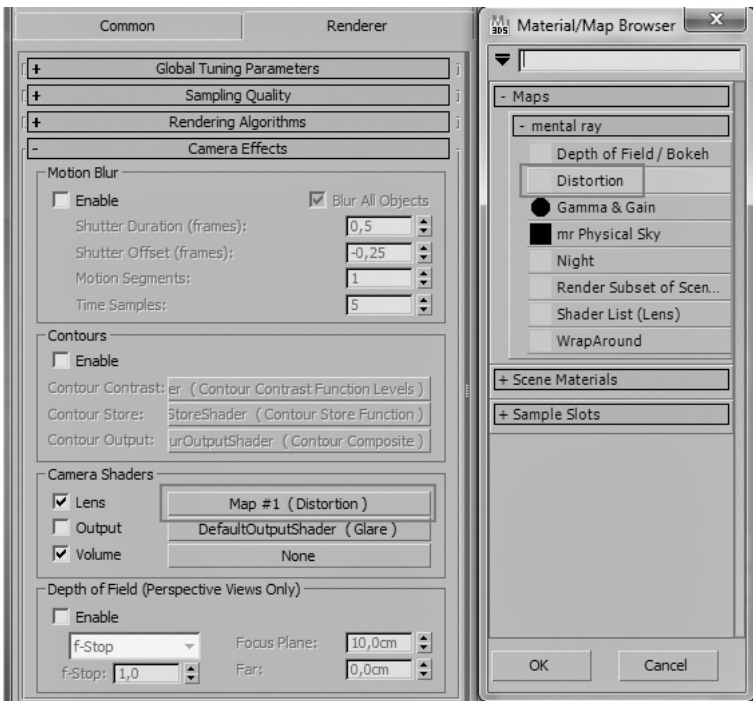 Common
Renderer
+ Global Tuning Parameters
+ Sampling Quality
+ Rendering Algorithms
- Camera Effects
Motion Blur
Enable
Blur All Objects
Shutter Duration (frames): 0,5
Shutter Offset (frames): -0,25
Motion Segments: 1
Time Samples: 5
Contours
Enable
Contour Contrast: er ( Contour Contrast Function Levels )
Contour Store: StoreShader ( Contour Store Function )
Contour Output: urOutputShader ( Contour Composite )
Camera Shaders
Lens Map #1 ( Distortion )
Output DefaultOutputShader ( Glare )
Volume None
Depth of Field (Perspective Views Only)
Enable
f-Stop Focus Plane: 10,0cm
f-Stop: 1,0 Far: 0,0cm
Material/Map Browser
- Maps
- mental ray
Depth of Field / Bokeh
Distortion
Gamma & Gain
mr Physical Sky
Night
Render Subset of Scen...
Shader List (Lens)
WrapAround
+ Scene Materials
+ Sample Slots
OK Cancel